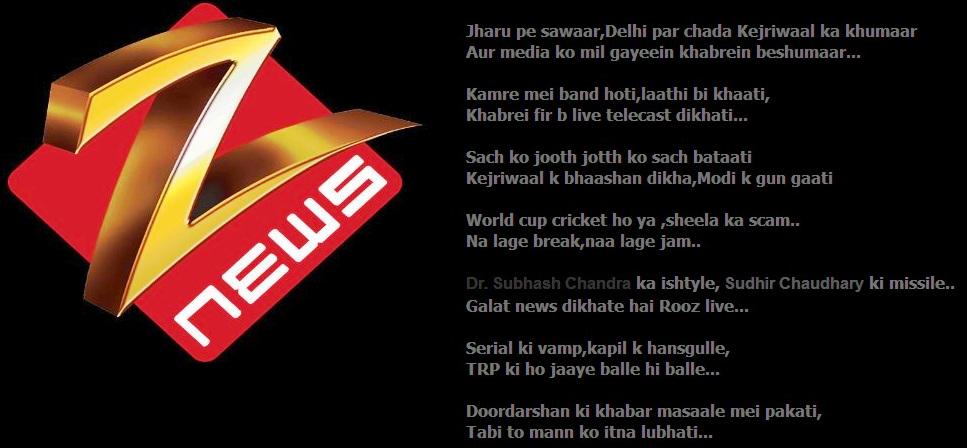 Z
NEWS
Jharu pe sawaar,Delhi par chada Kejriwaal ka khumaar
Aur media ko mil gayeein khabrein beshumaar...
Kamre mei band hoti,laathi bi khaati,
Khabrei fir b live telecast dikhati...
Sach ko jooth jotth ko sach bataati
Kejriwaal k bhaashan dikha,Modi k gun gaati
World cup cricket ho ya ,sheela ka scam..
Na lage break,naa lage jam..
Dr. Subhash Chandra ka ishtyle, Sudhir Chaudhary ki missile..
Galat news dikhate hai Rooz live...
Serial ki vamp,kapil k hansgulle,
TRP ki ho jaaye balle hi balle...
Doordarshan ki khabar masaale mei pakati,
Tabi to mann ko itna lubhati...